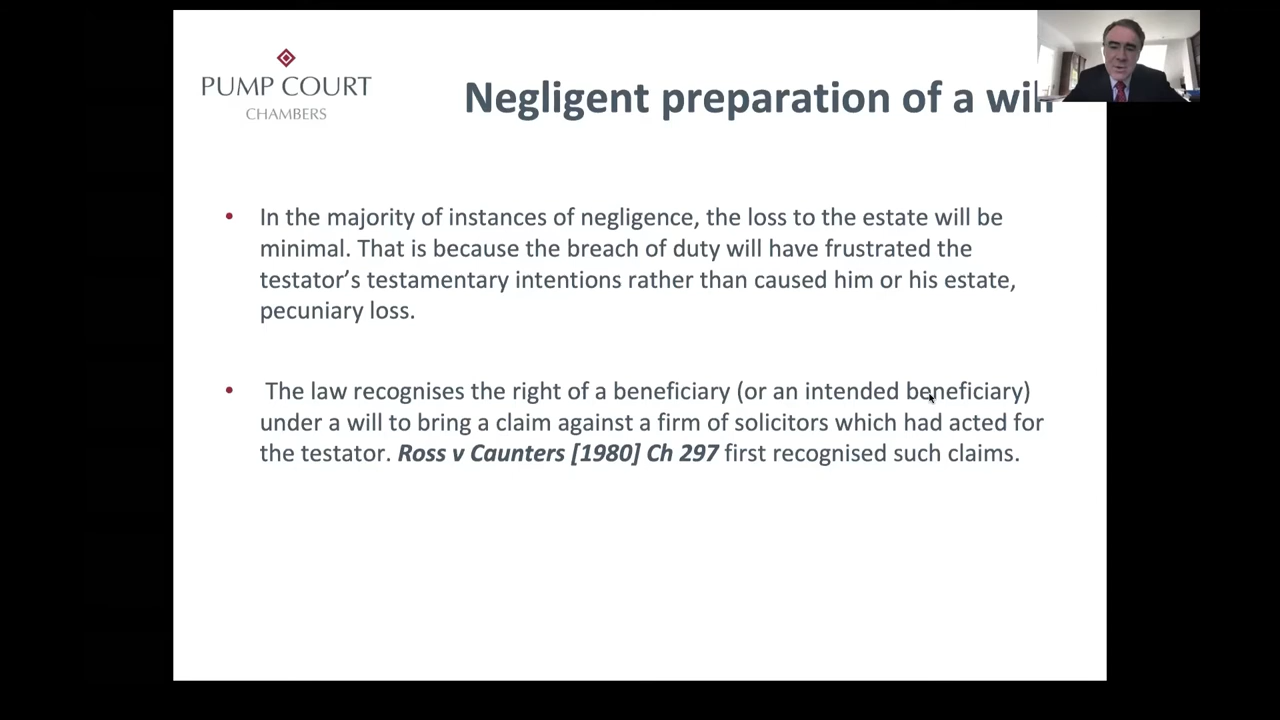 PUMP COURT
CHAMBERS
Negligent preparation of a will
• In the majority of instances of negligence, the loss to the estate will be
minimal. That is because the breach of duty will have frustrated the
testator’s testamentary intentions rather than caused him or his estate,
pecuniary loss.
• The law recognises the right of a beneficiary (or an intended beneficiary)
under a will to bring a claim against a firm of solicitors which had acted for
the testator. Ross v Caunters [1980] Ch 297 first recognised such claims.